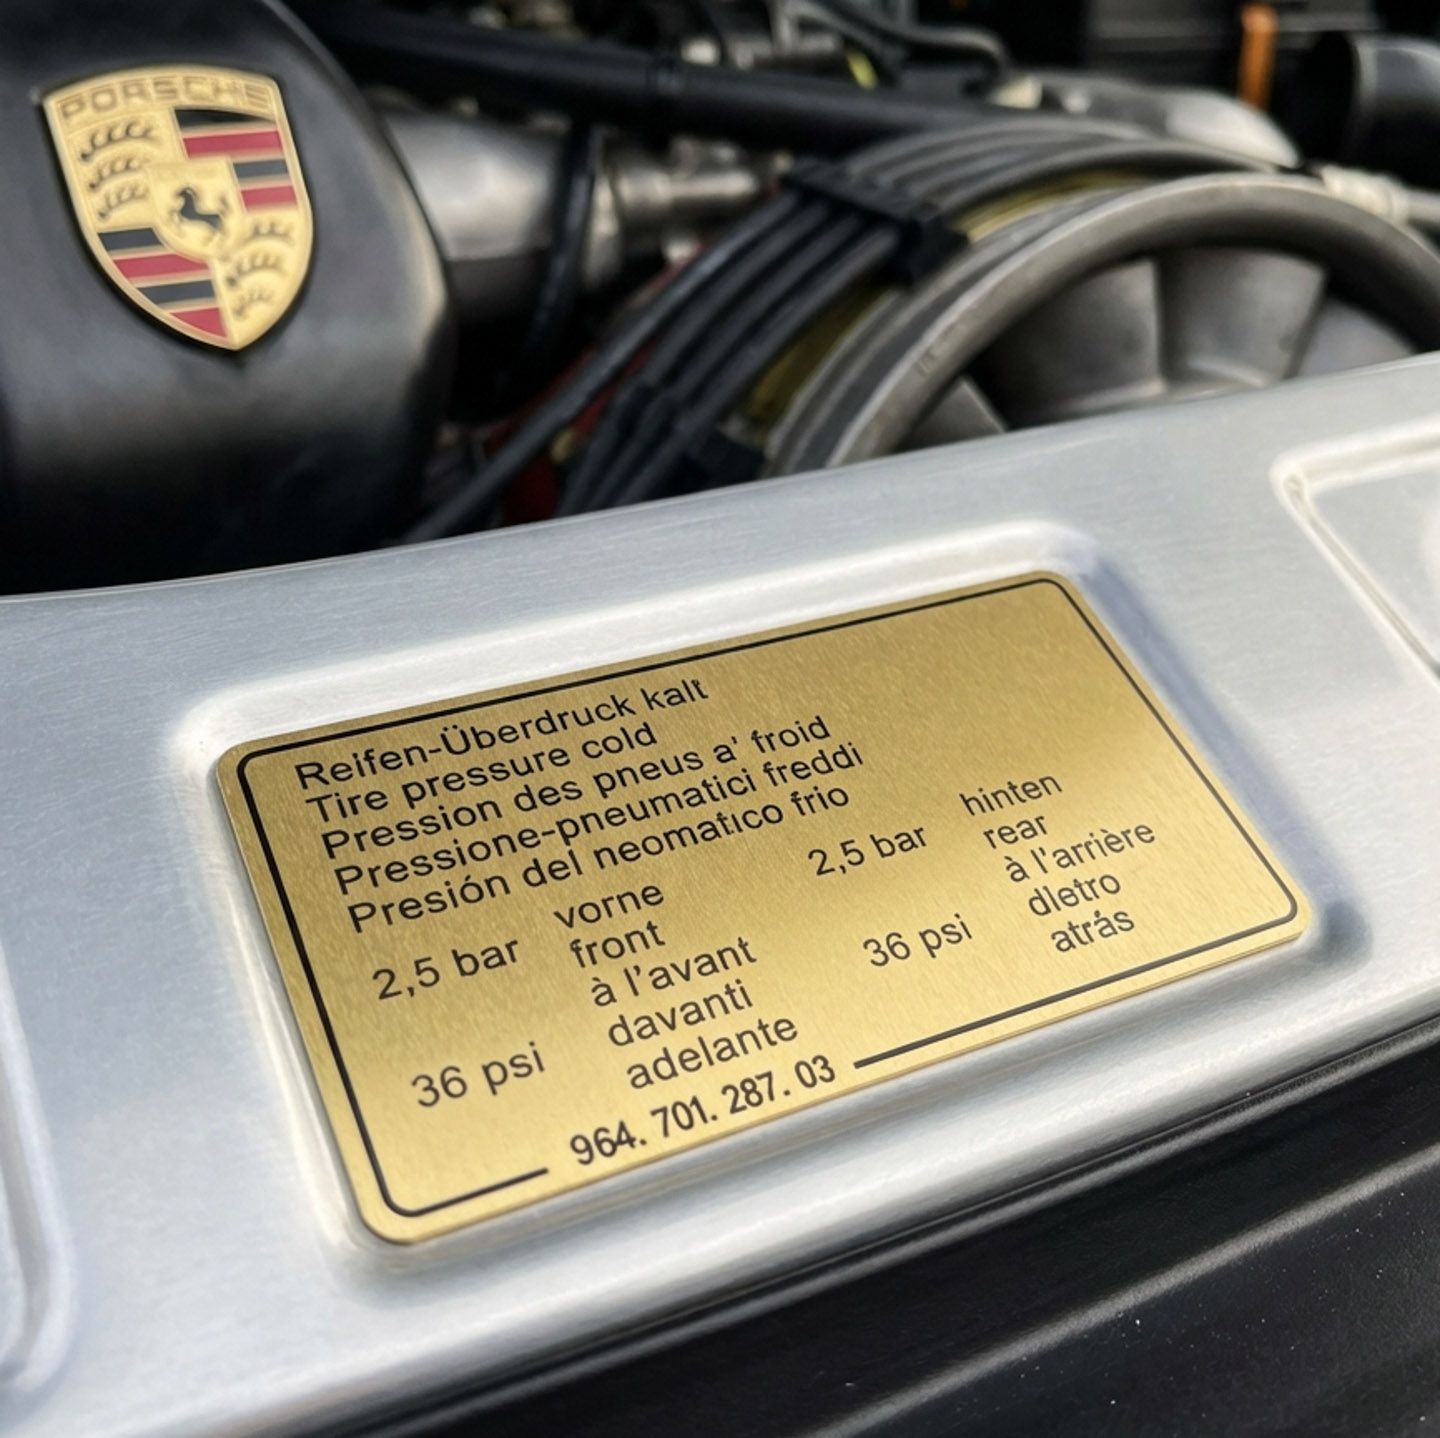 PORSCHE
Reifen-Überdruck kalt
Tire pressure cold
Pression des pneus a' froid
Pressione-pneumatici freddi
Presión del neomatico frio
2,5 bar
vorne
front
à l'avant
davanti
adelante
36 psi
2,5 bar
hinten
rear
à l'arrière
dletro
atrás
36 psi
964. 701. 287. 03